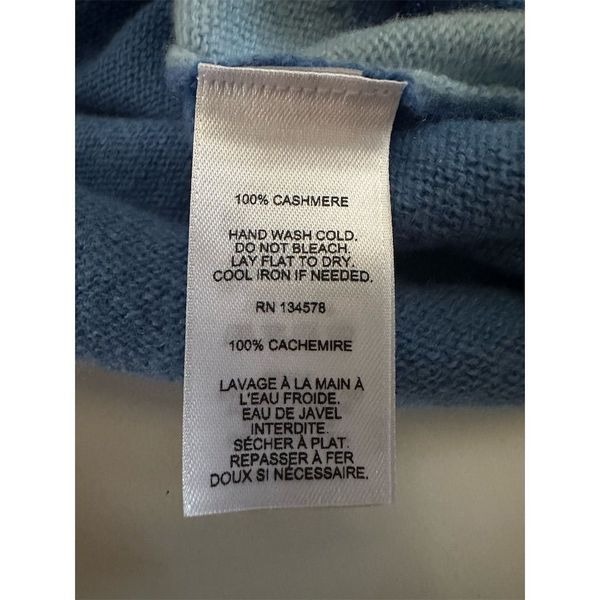 100% CASHMERE
HAND WASH COLD.
DO NOT BLEACH.
LAY FLAT TO DRY.
COOL IRON IF NEEDED.
RN 134578
100% CACHEMIRE
LAVAGE À LA MAIN À
L'EAU FROIDE.
EAU DE JAVEL
INTERDITE.
SÉCHER À PLAT.
REPASSER À FER
DOUX SI NÉCESSAIRE.